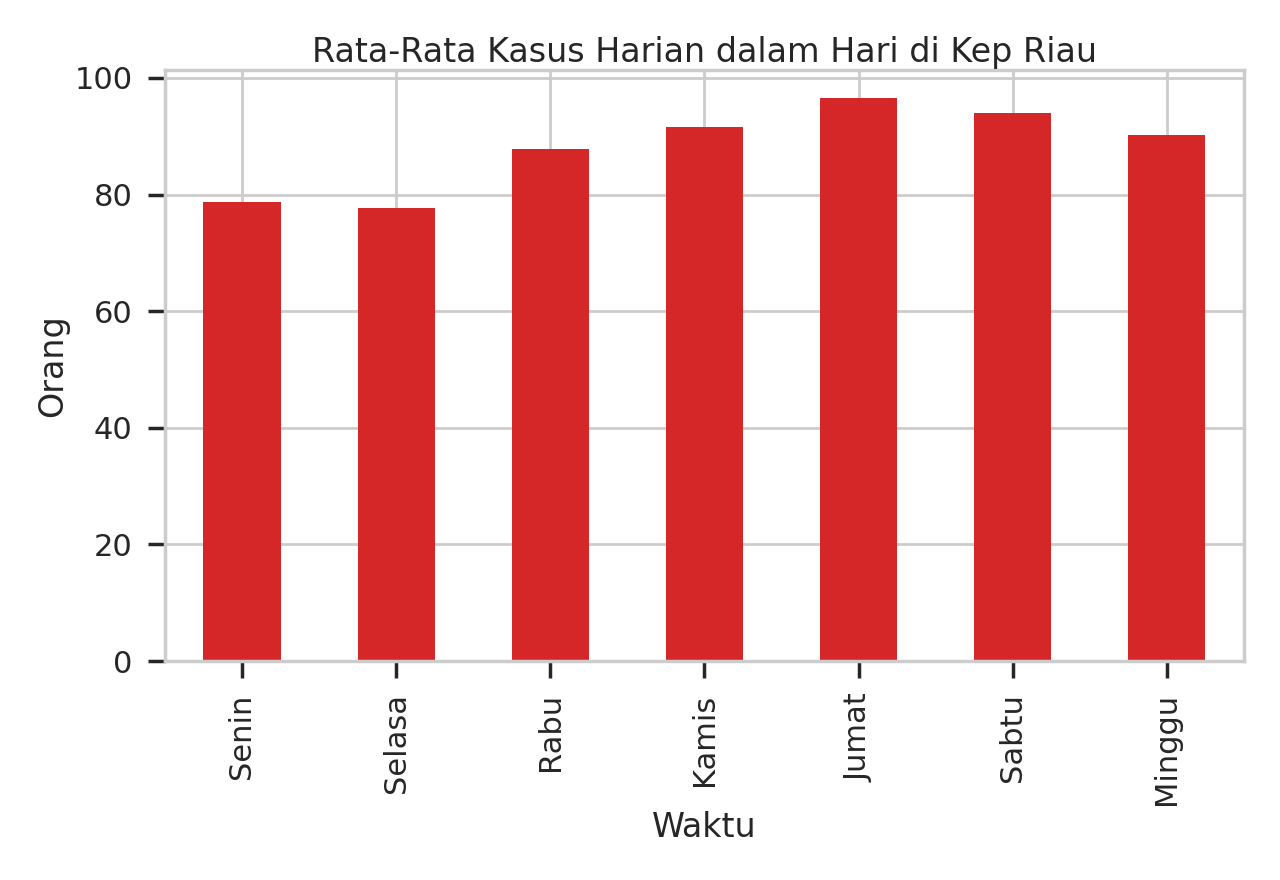 Rata-Rata Kasus Harian dalam Hari di Kep Riau
100
80
60
40
20
0
Orang
Senin
Selasa
Rabu
Kamis
Jumat
Sabtu
Minggu
Waktu